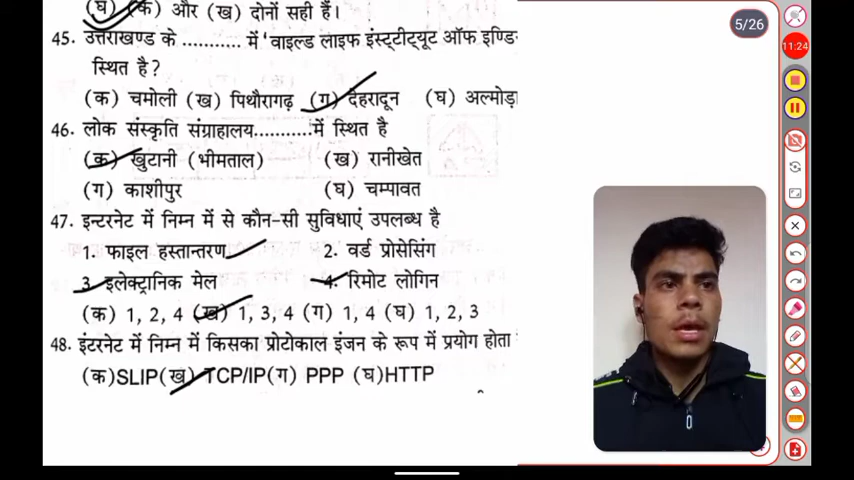 (घ) (क) और (ख) दोनों सही हैं।
5/26
11:24
45. उत्तराखण्ड के ........... में 'वाइल्ड लाइफ इंस्ट्टीट्यूट ऑफ इण्डि
स्थित है?
(क) चमोली (ख) पिथौरागढ़ (ग) देहरादून (घ) अल्मोड़ा
46. लोक संस्कृति संग्राहालय...........में स्थित है
(क) खुटानी (भीमताल) (ख) रानीखेत
(ग) काशीपुर (घ) चम्पावत
47. इन्टरनेट में निम्न में से कौन-सी सुविधाएं उपलब्ध है
1. फाइल हस्तान्तरण 2. वर्ड प्रोसेसिंग
3. इलेक्ट्रानिक मेल 4. रिमोट लोगिन
(क) 1, 2, 4 (ख) 1, 3, 4 (ग) 1, 4 (घ) 1, 2, 3
48. इंटरनेट में निम्न में किसका प्रोटोकाल इंजन के रूप में प्रयोग होता
(क)SLIP(ख) TCP/IP(ग) PPP (घ)HTTP